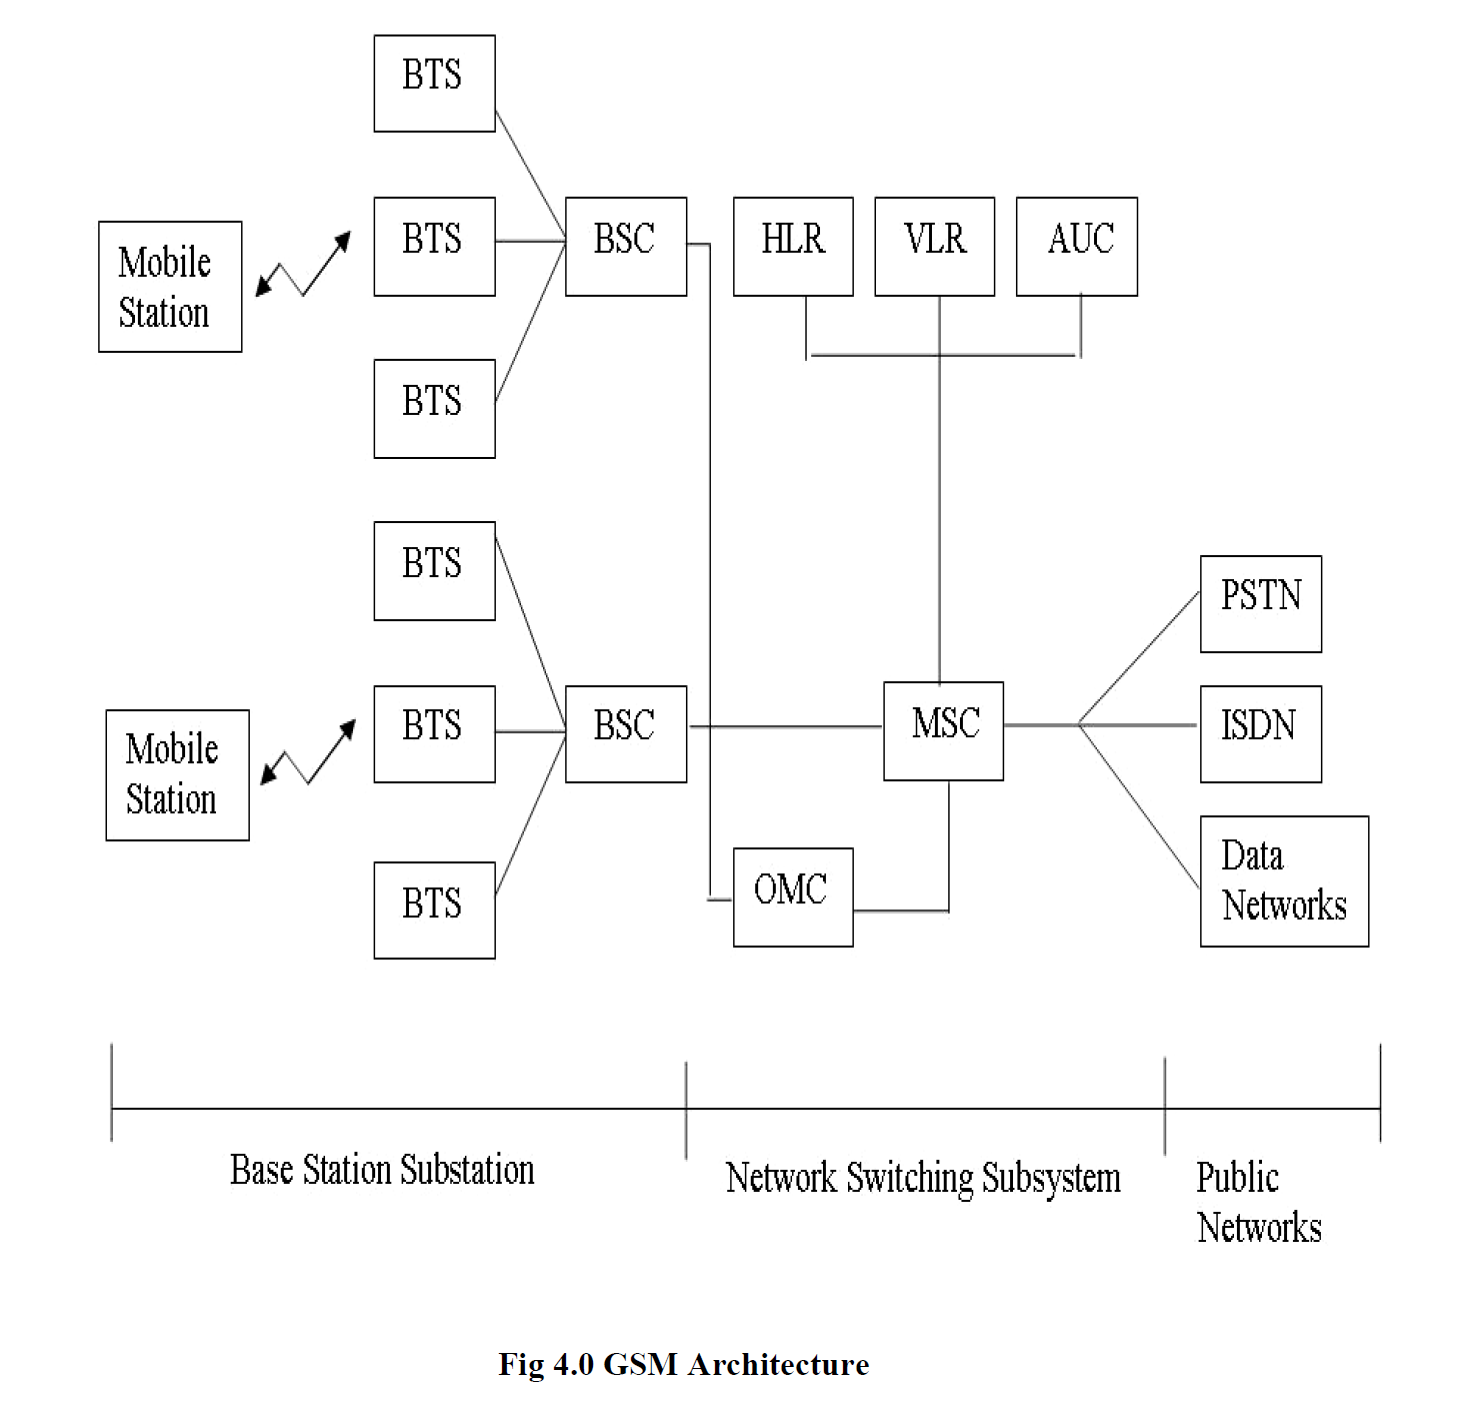 BTS
BTS
BSC
HLR
VLR
AUC
Mobile
Station
BTS
BTS
PSTN
BTS
BSC
MSC
ISDN
Mobile
Station
BTS
OMC
Data
Networks
Base Station Substation
Network Switching Subsystem
Public
Networks
Fig 4.0 GSM Architecture